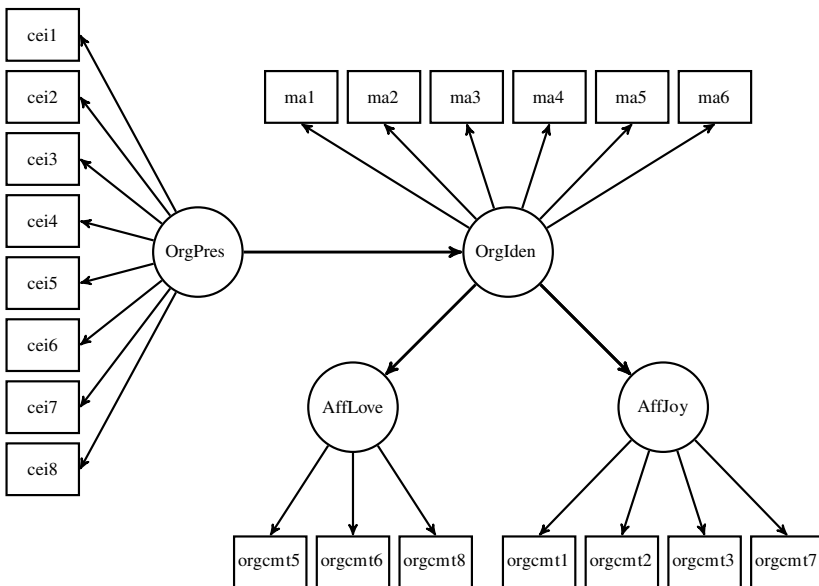 cei1
cei2
cei3
cei4
cei5
cei6
cei7
cei8
OrgPres
ma1 ma2 ma3 ma4 ma5 ma6
OrgIden
AffLove AffJoy
orgcmt5 orgcmt6 orgcmt8 orgcmt1 orgcmt2 orgcmt3 orgcmt7